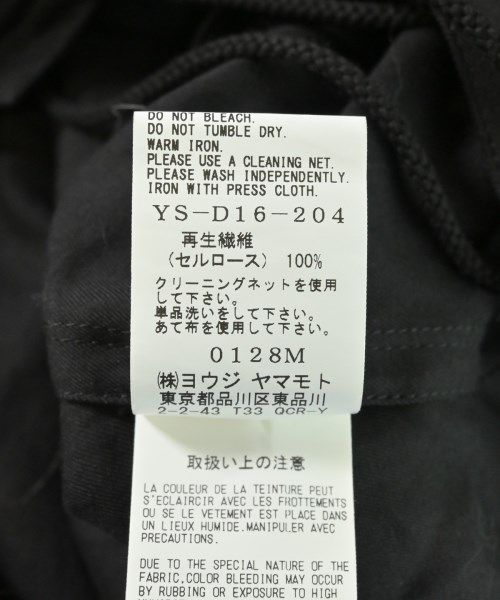 DO NOT BLEACH.
DO NOT TUMBLE DRY.
WARM IRON.
PLEASE USE A CLEANING NET.
PLEASE WASH INDEPENDENTLY.
IRON WITH PRESS CLOTH.
YS-D16-204
再生繊維
(セルロース) 100%
クリーニングネットを使用
して下さい。
単品洗いをして下さい。
あて布を使用して下さい。
0128M
㈱ヨウジ ヤマモト
東京都品川区東品川
2-2-43 T33 QCR-Y
取扱い上の注意
LA COULEUR DE LA TEINTURE PEUT
S'ECLAIRCIR AVEC LES FROTTEMENTS
OU SE LE VETEMENT EST PLACE DANS
UN LIEUX HUMIDE.MANIPULER AVEC
PRECAUTIONS.
DUE TO THE SPECIAL NATURE OF THE
FABRIC,COLOR BLEEDING MAY OCCUR
BY RUBBING OR EXPOSURE TO HIGH